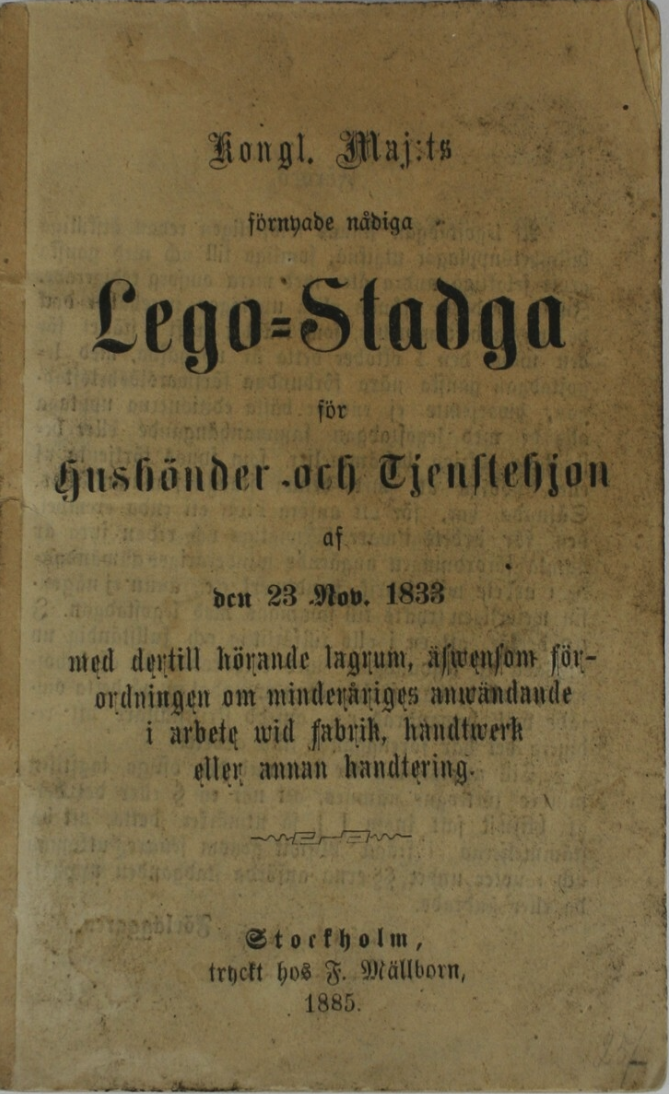 Kongl. Maj:ts
förnyade nådiga
Lego=Stadga
för
Husbönder och Tjenstehjon
af
den 23 Nov. 1833
med dertill hörande lagrum, äfwensom för-
ordningen om minderåriges anwändande
i arbete wid fabrik, handtwerk
eller annan handtering.
Stockholm,
tryckt hos F. Mällborn,
1885.